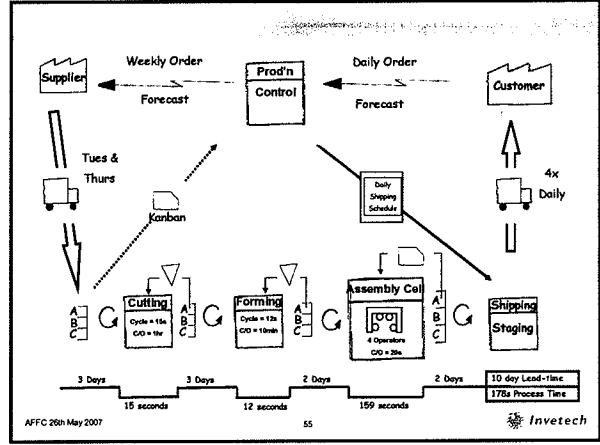 Supplier
Weekly Order
Forecast
Prod'n
Control
Daily Order
Forecast
Customer
Tues &
Thurs
Kanban
Daily
Shipping
Schedule
4x
Daily
A
B
C
Cutting
Cycle = 15s
C/O = 1hr
A
B
C
Forming
Cycle = 12s
C/O = 10min
A
B
C
Assembly Cell
4 Operators
C/O = 20s
A
B
C
Shipping
Staging
3 Days
15 seconds
3 Days
12 seconds
2 Days
159 seconds
2 Days
10 day Lead-time
178s Process Time
AFFC 26th May 2007
55
Invetech